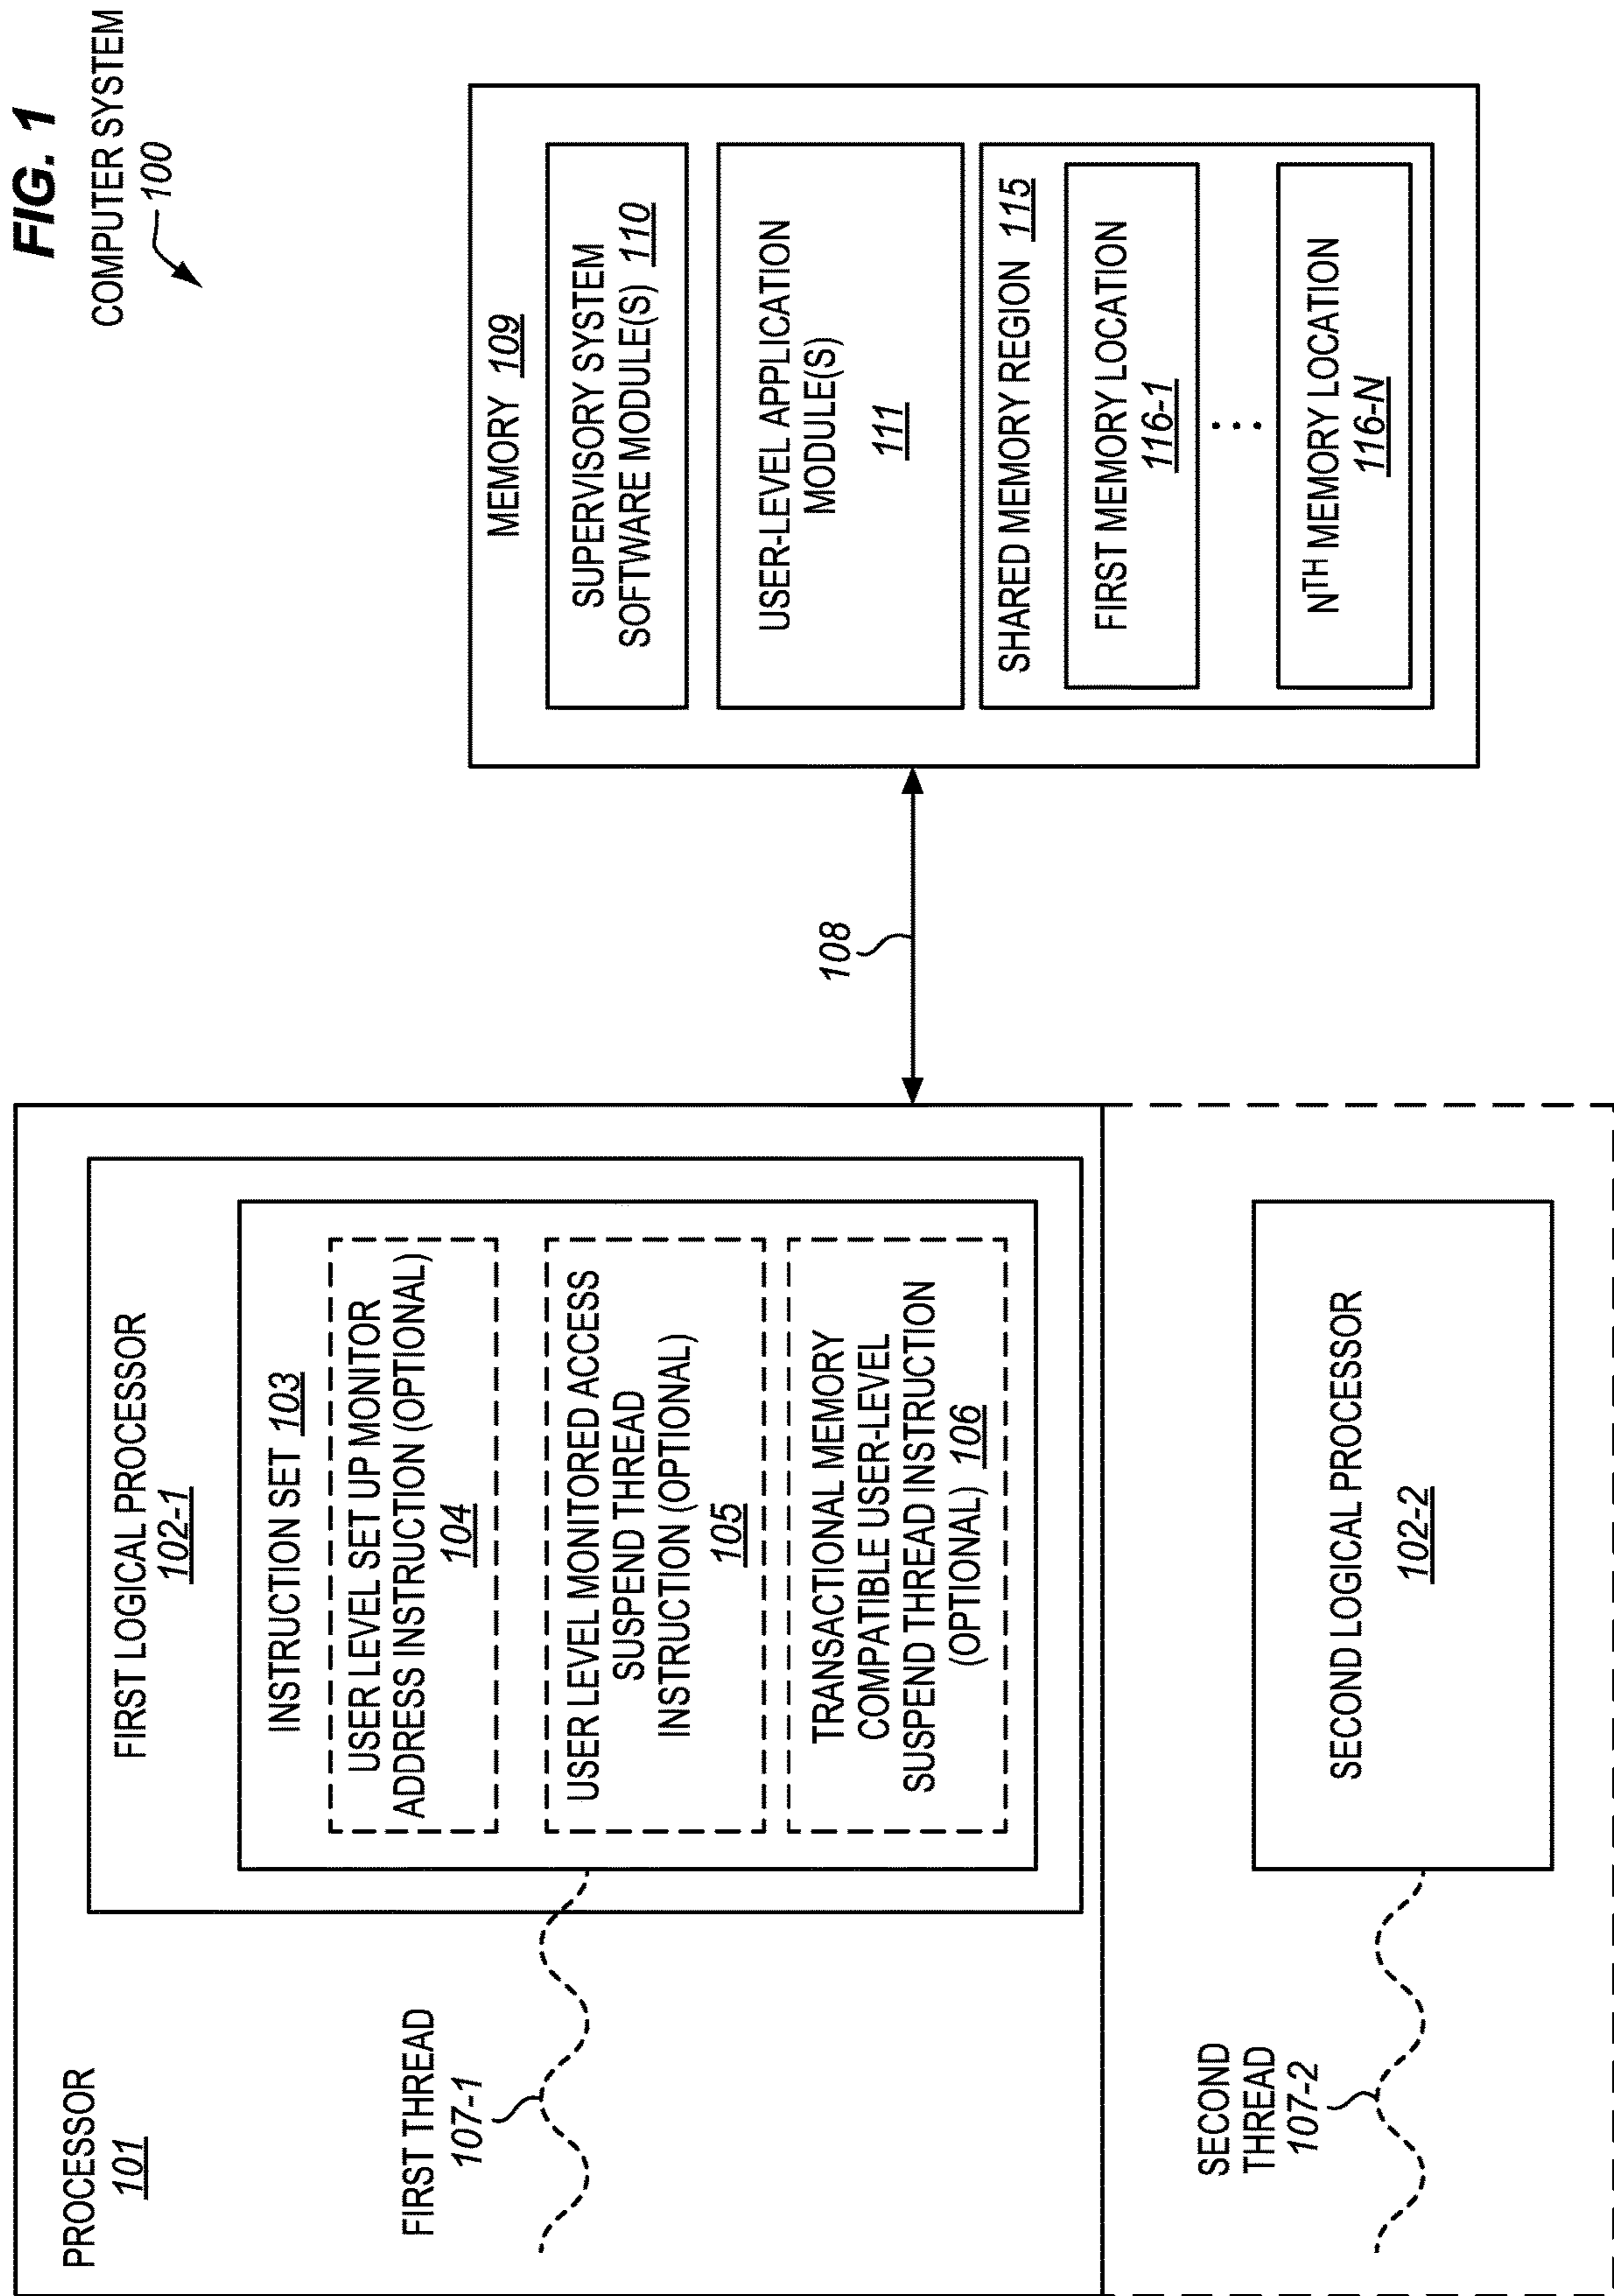 FIG. 1
COMPUTER SYSTEM
100
PROCESSOR
101
FIRST LOGICAL PROCESSOR
102-1
INSTRUCTION SET 103
USER LEVEL SET UP MONITOR
ADDRESS INSTRUCTION (OPTIONAL)
104
USER LEVEL MONITORED ACCESS
SUSPEND THREAD
INSTRUCTION (OPTIONAL)
105
TRANSACTIONAL MEMORY
COMPATIBLE USER-LEVEL
SUSPEND THREAD INSTRUCTION
(OPTIONAL) 106
FIRST THREAD
107-1
SECOND
THREAD
107-2
SECOND LOGICAL PROCESSOR
102-2
108
MEMORY 109
SUPERVISORY SYSTEM
SOFTWARE MODULE(S) 110
USER-LEVEL APPLICATION
MODULE(S)
111
SHARED MEMORY REGION 115
FIRST MEMORY LOCATION
116-1
NTH MEMORY LOCATION
116-N